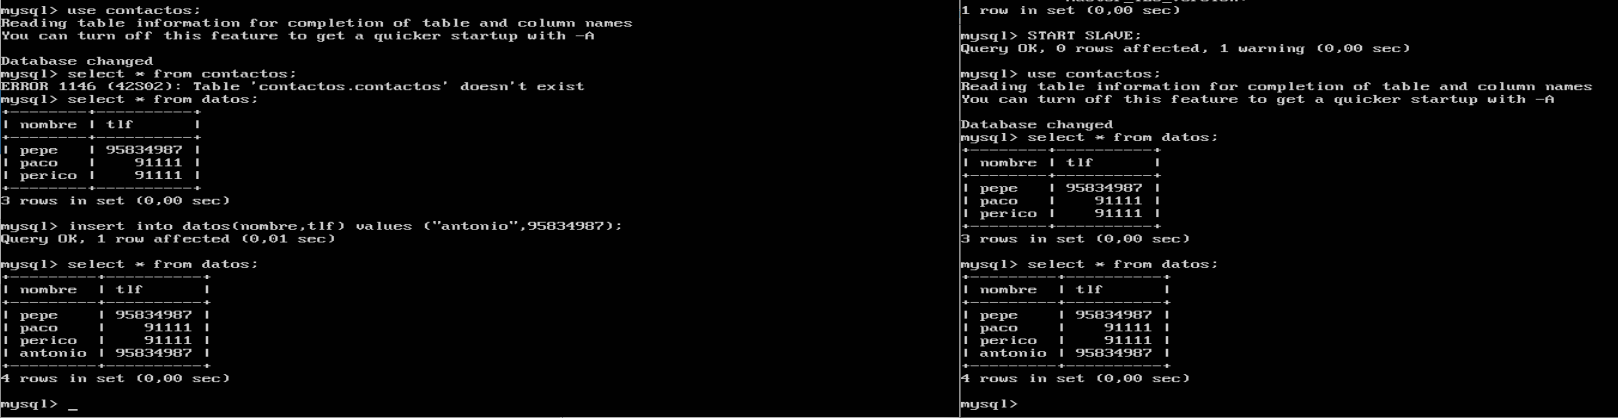 mysql> use contactos;
Reading table information for completion of table and column names
You can turn off this feature to get a quicker startup with -A
Database changed
mysql> select * from contactos;
ERROR 1146 (42S02): Table 'contactos.contactos' doesn't exist
mysql> select * from datos;
+---------+----------+
| nombre | tlf |
+---------+----------+
| pepe | 95834987 |
| paco | 91111 |
| perico | 91111 |
+---------+----------+
3 rows in set (0,00 sec)
mysql> insert into datos(nombre,tlf) values ("antonio",95834987);
Query OK, 1 row affected (0,01 sec)
mysql> select * from datos;
+---------+----------+
| nombre | tlf |
+---------+----------+
| pepe | 95834987 |
| paco | 91111 |
| perico | 91111 |
| antonio | 95834987 |
+---------+----------+
4 rows in set (0,00 sec)
mysql> _
1 row in set (0,00 sec)
mysql> START SLAVE;
Query OK, 0 rows affected, 1 warning (0,00 sec)
mysql> use contactos;
Reading table information for completion of table and column names
You can turn off this feature to get a quicker startup with -A
Database changed
mysql> select * from datos;
+---------+----------+
| nombre | tlf |
+---------+----------+
| pepe | 95834987 |
| paco | 91111 |
| perico | 91111 |
+---------+----------+
3 rows in set (0,00 sec)
mysql> select * from datos;
+---------+----------+
| nombre | tlf |
+---------+----------+
| pepe | 95834987 |
| paco | 91111 |
| perico | 91111 |
| antonio | 95834987 |
+---------+----------+
4 rows in set (0,00 sec)
mysql>